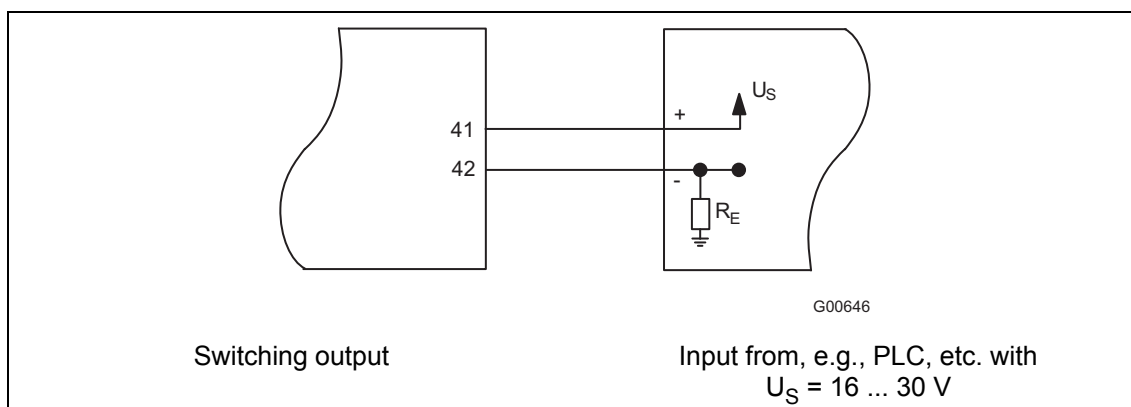 U_S
+
41
42
-
R_E
G00646
Switching output
Input from, e.g., PLC, etc. with
U_S = 16 ... 30 V